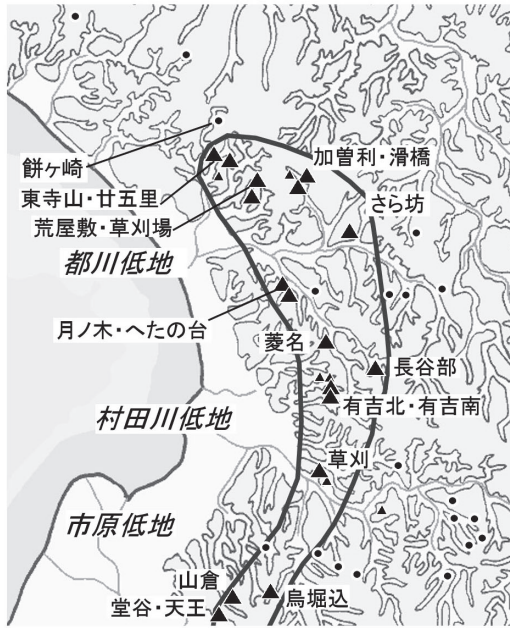 餅ヶ崎
加曽利・滑橋
東寺山・廿五里
さら坊
荒屋敷・草刈場
都川低地
月ノ木・へたの台
菱名
長谷部
有吉北・有吉南
村田川低地
草刈
市原低地
山倉
烏堀込
堂谷・天王